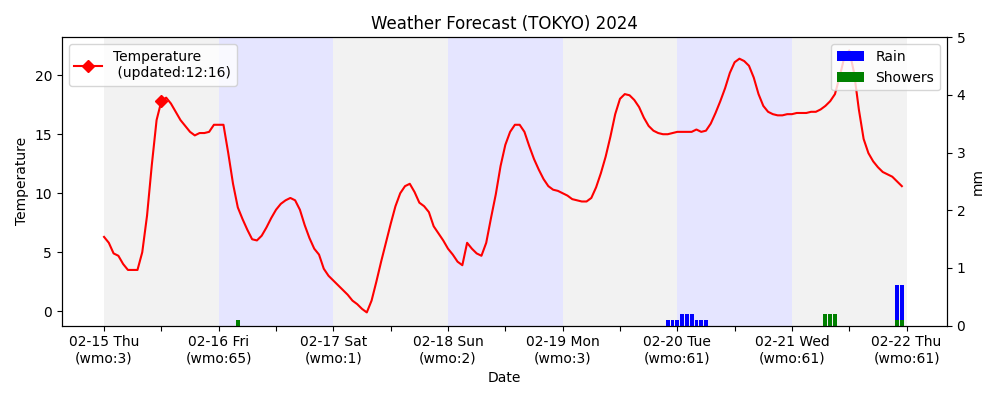 Weather Forecast (TOKYO) 2024
Temperature
(updated:12:16)
Rain
Showers
Temperature
20
15
10
5
0
5
4
3
2
1
0
mm
02-15 Thu
(wmo:3)
02-16 Fri
(wmo:65)
02-17 Sat
(wmo:1)
02-18 Sun
(wmo:2)
02-19 Mon
(wmo:3)
02-20 Tue
(wmo:61)
02-21 Wed
(wmo:61)
02-22 Thu
(wmo:61)
Date